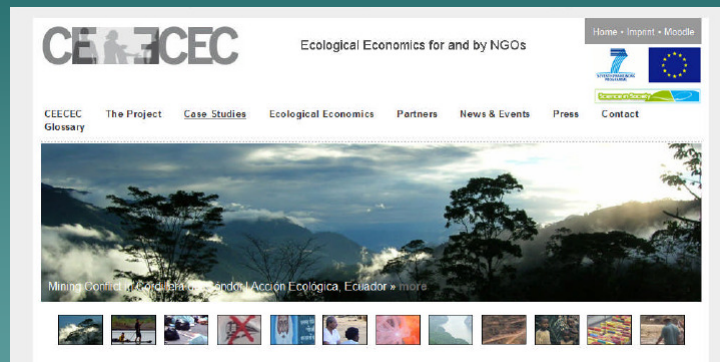 CEECEC
Ecological Economics for and by NGOs
Home • Imprint • Moodle
CEECEC Glossary
The Project
Case Studies
Ecological Economics
Partners
News & Events
Press
Contact
Mining Conflict in Cordillera del Cóndor | Acción Ecológica, Ecuador » more